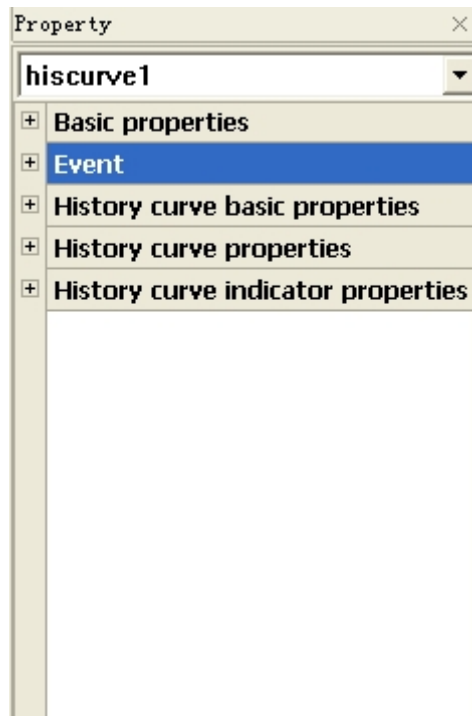 Property
hiscurve1
Basic properties
Event
History curve basic properties
History curve properties
History curve indicator properties